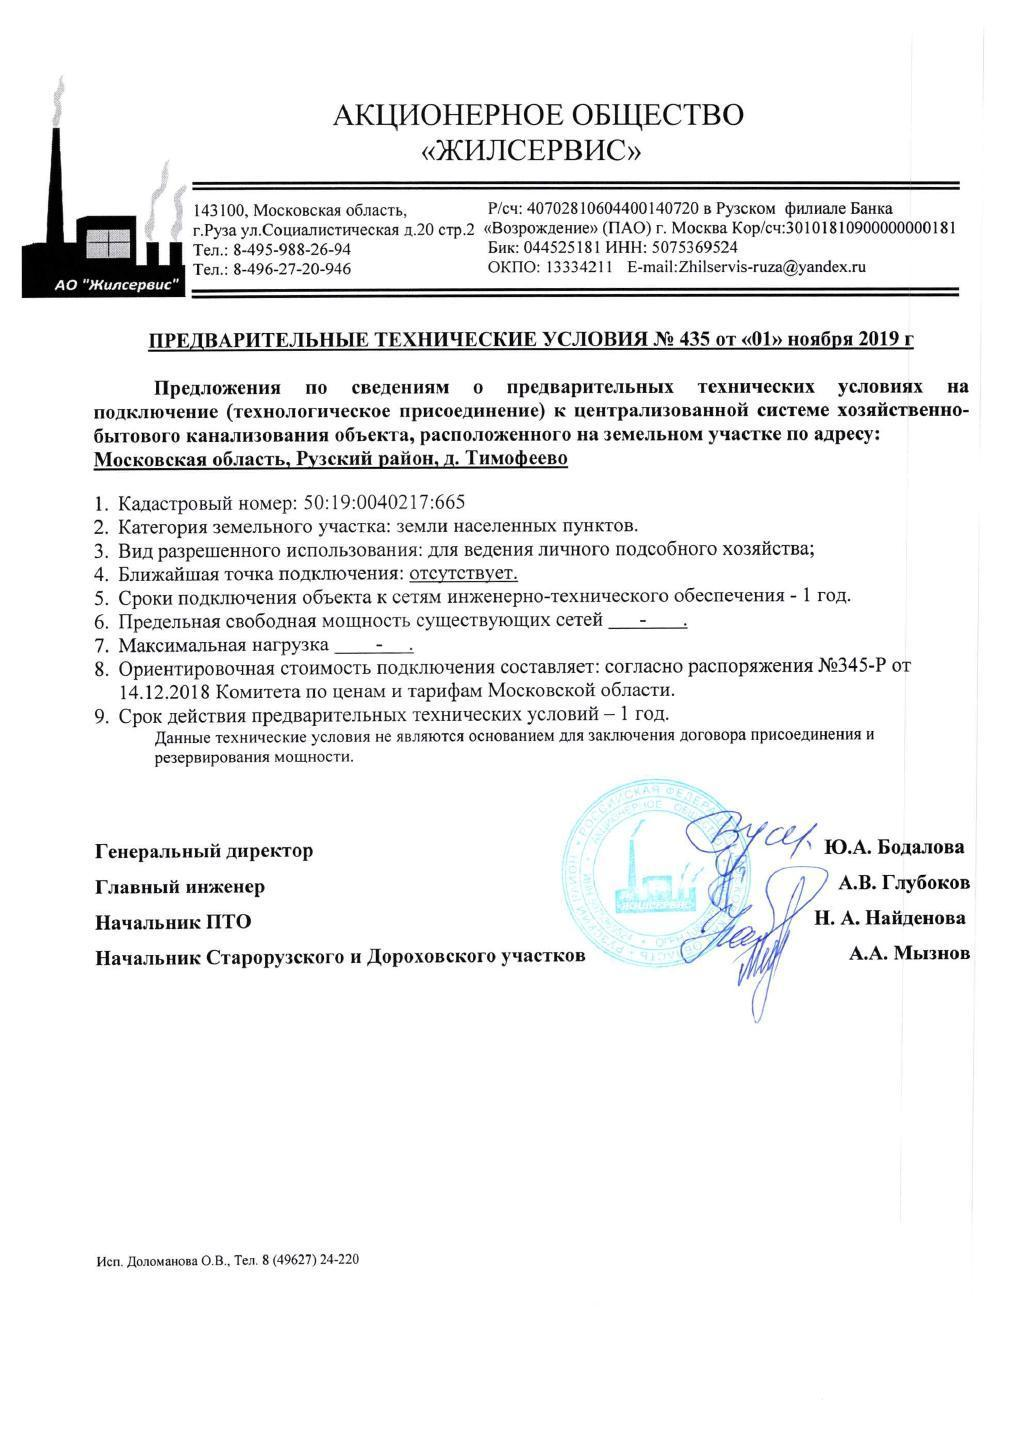 АКЦИОНЕРНОЕ ОБЩЕСТВО
«ЖИЛСЕРВИС»
АО "Жилсервис"
143100, Московская область,
г.Руза ул.Социалистическая д.20 стр.2
Тел.: 8-495-988-26-94
Тел.: 8-496-27-20-946
Р/сч: 40702810604400140720 в Рузском филиале Банка
«Возрождение» (ПАО) г. Москва Кор/сч:30101810900000000181
Бик: 044525181 ИНН: 5075369524
ОКПО: 13334211 E-mail:Zhilservis-ruza@yandex.ru
ПРЕДВАРИТЕЛЬНЫЕ ТЕХНИЧЕСКИЕ УСЛОВИЯ № 435 от «01» ноября 2019 г
Предложения по сведениям о предварительных технических условиях на
подключение (технологическое присоединение) к централизованной системе хозяйственно-
бытового канализования объекта, расположенного на земельном участке по адресу:
Московская область, Рузский район, д. Тимофеево
1. Кадастровый номер: 50:19:0040217:665
2. Категория земельного участка: земли населенных пунктов.
3. Вид разрешенного использования: для ведения личного подсобного хозяйства;
4. Ближайшая точка подключения: отсутствует.
5. Сроки подключения объекта к сетям инженерно-технического обеспечения - 1 год.
6. Предельная свободная мощность существующих сетей ___-___.
7. Максимальная нагрузка ____-__.
8. Ориентировочная стоимость подключения составляет: согласно распоряжения №345-Р от
14.12.2018 Комитета по ценам и тарифам Московской области.
9. Срок действия предварительных технических условий – 1 год.
Данные технические условия не являются основанием для заключения договора присоединения и
резервирования мощности.
Генеральный директор Ю.А. Бодалова
Главный инженер А.В. Глубоков
Начальник ПТО Н. А. Найденова
Начальник Старорузского и Дороховского участков А.А. Мызнов
«ЖИЛСЕРВИС»
Исп. Доломанова О.В., Тел. 8 (49627) 24-220